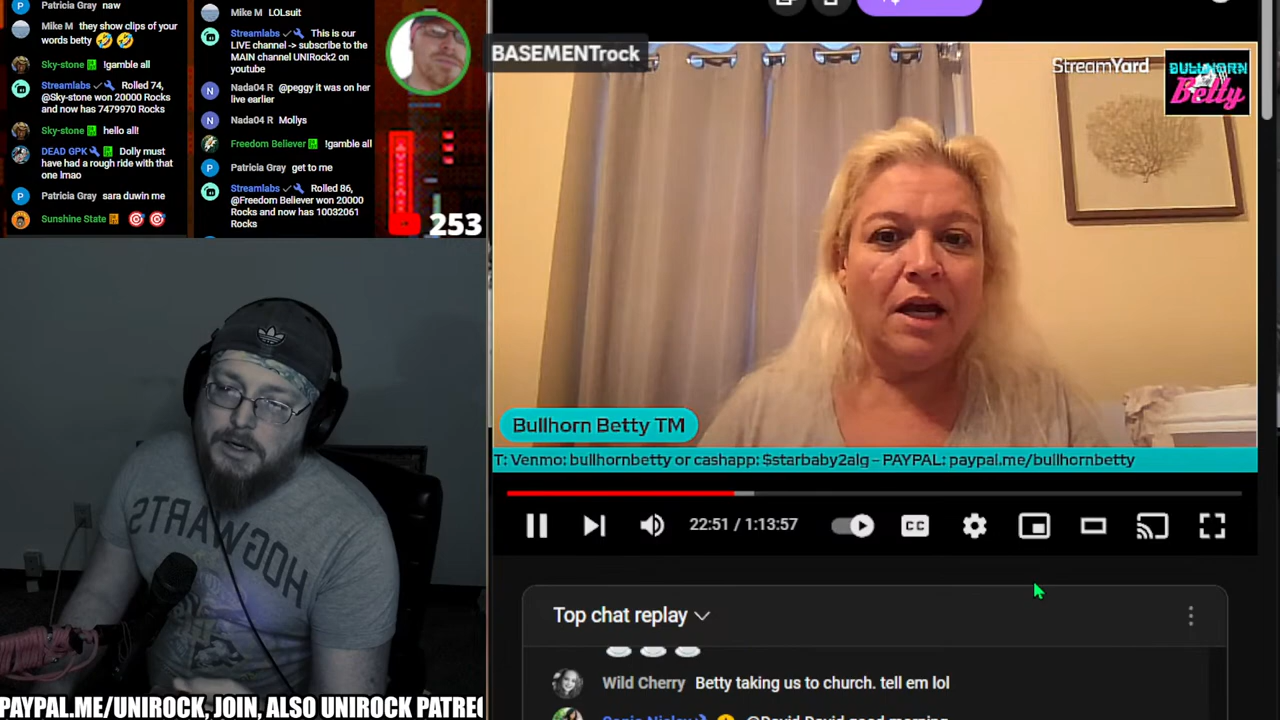 Patricia Gray naw
Mike M they show clips of your
words betty 🤣🤣
Sky-stone !gamble all
Streamlabs Rolled 74,
@Sky-stone won 20000 Rocks
and now has 7479970 Rocks
Sky-stone hello all!
DEAD GPK Dolly must
have had a rough ride with that
one lmao
Patricia Gray sara duwin me
Sunshine State 🎯 🎯
Mike M LOLsuit
Streamlabs This is our
LIVE channel -> subscribe to the
MAIN channel UNIRock2 on
youtube
Nada04 R @peggy it was on her
live earlier
Nada04 R Mollys
Freedom Believer !gamble all
Patricia Gray get to me
Streamlabs Rolled 86,
@Freedom Believer won 20000
Rocks and now has 10032061
Rocks
253
BASEMENTrock
StreamYard
BULLHORN
Betty
HOGWARTS
Bullhorn Betty TM
T: Venmo: bullhornbetty or cashapp: $starbaby2alg - PAYPAL: paypal.me/bullhornbetty
22:51 / 1:13:57
CC
Top chat replay
Wild Cherry Betty taking us to church. tell em lol
@David David good morning
PAYPAL.ME/UNIROCK, JOIN, ALSO UNIROCK PATREO